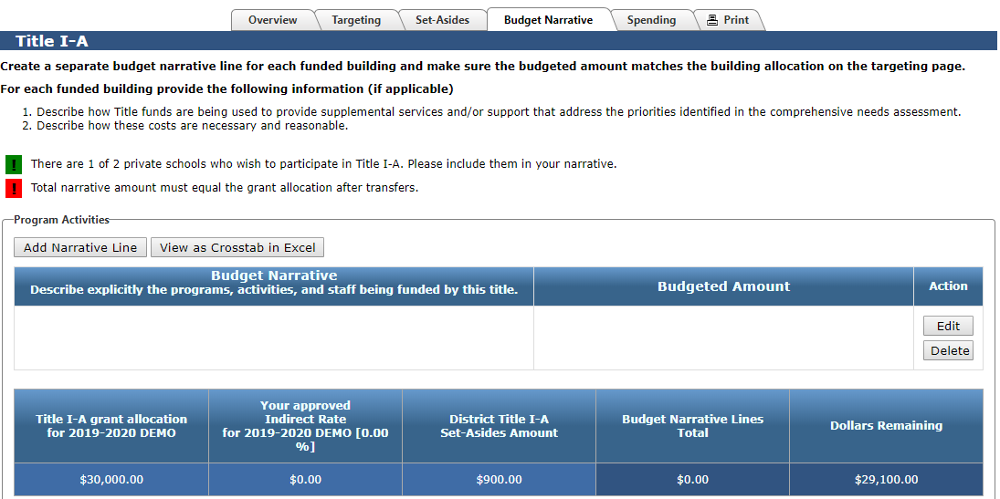 Overview
Targeting
Set-Asides
Budget Narrative
Spending
Print
Title I-A
Create a separate budget narrative line for each funded building and make sure the budgeted amount matches the building allocation on the targeting page.
For each funded building provide the following information (if applicable)
1. Describe how Title funds are being used to provide supplemental services and/or support that address the priorities identified in the comprehensive needs assessment.
2. Describe how these costs are necessary and reasonable.
! There are 1 of 2 private schools who wish to participate in Title I-A. Please include them in your narrative.
! Total narrative amount must equal the grant allocation after transfers.
Program Activities
Add Narrative Line
View as Crosstab in Excel
Budget Narrative
Describe explicitly the programs, activities, and staff being funded by this title.
Budgeted Amount
Action
Edit
Delete
Title I-A grant allocation
for 2019-2020 DEMO
Your approved
Indirect Rate
for 2019-2020 DEMO [0.00
%]
District Title I-A
Set-Asides Amount
Budget Narrative Lines
Total
Dollars Remaining
$30,000.00
$0.00
$900.00
$0.00
$29,100.00